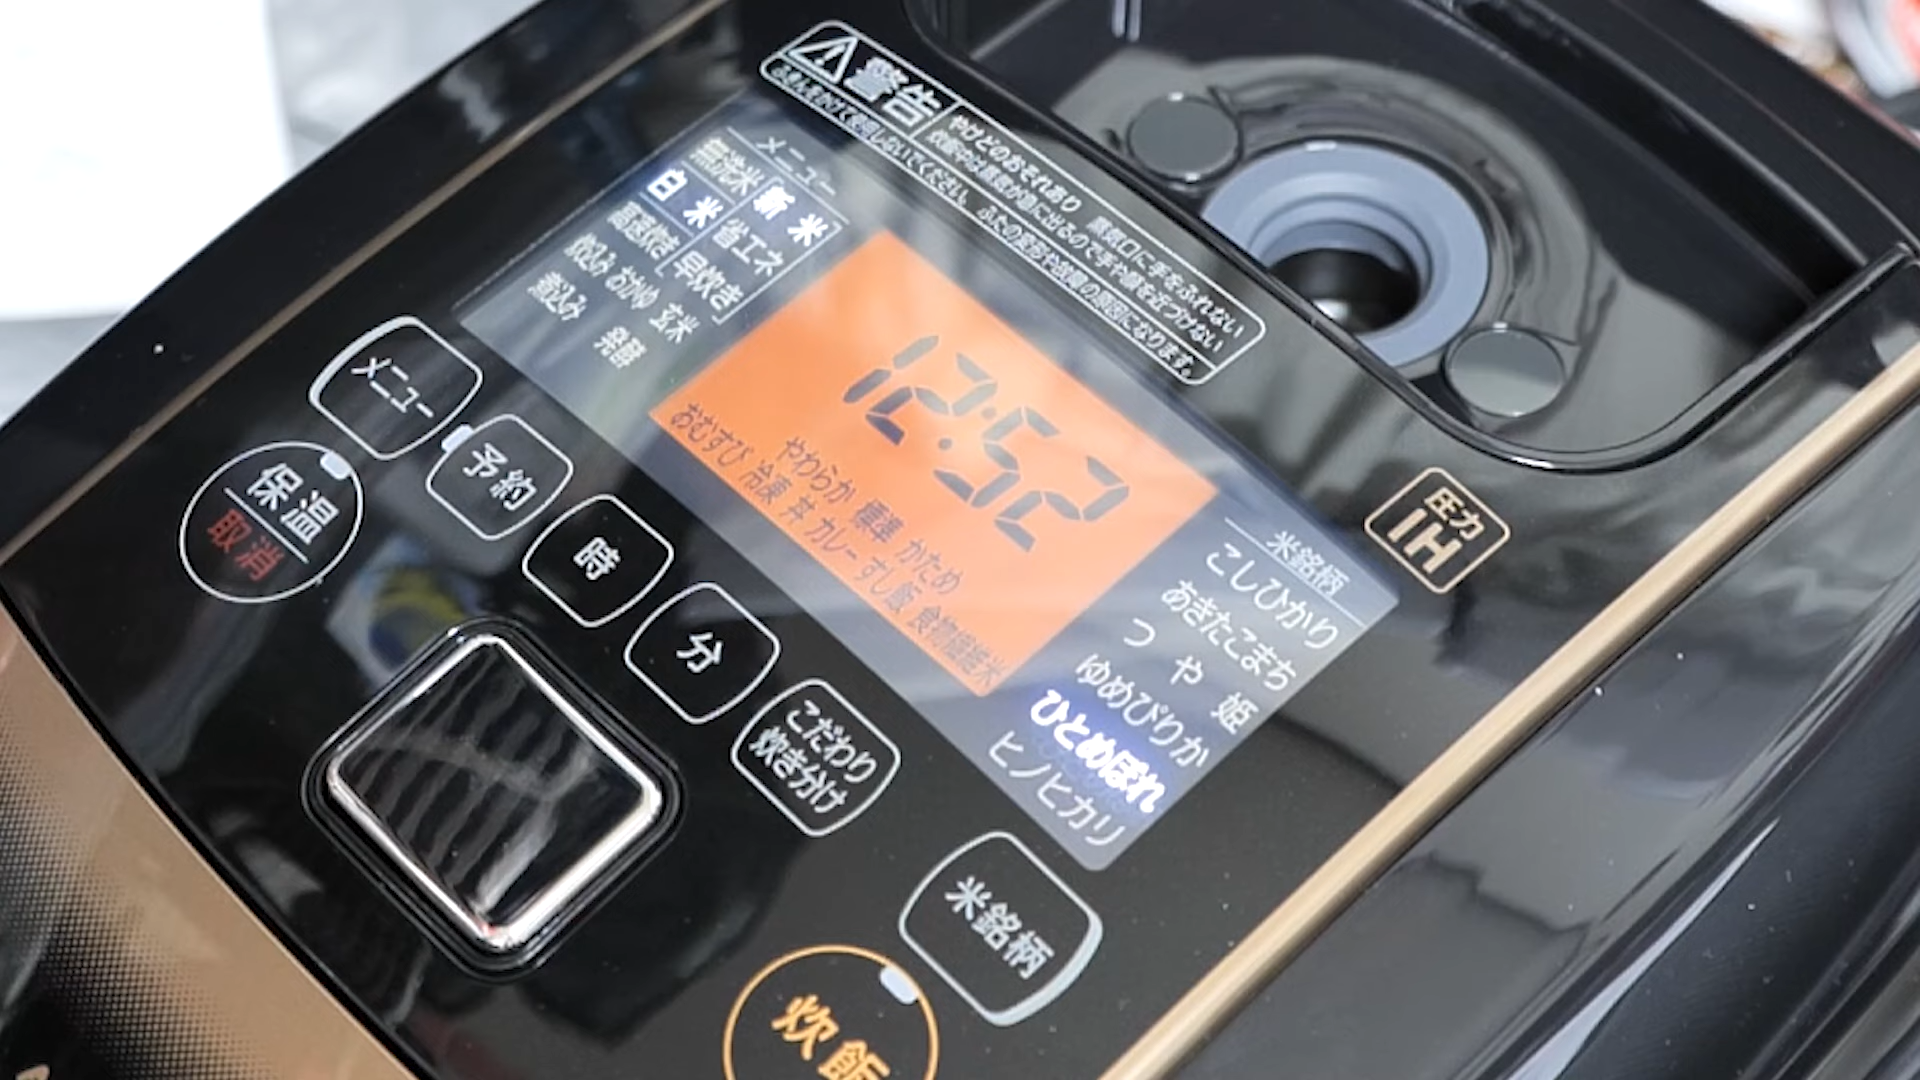 警告
ふきんをかけて使用しないでください。ふたの変形や故障の原因になります。
やけどのおそれあり 蒸気口に手をふれない
炊飯中は蒸気が急に出るので手や顔を近づけない
メニュー
無洗米 新米
白米 省エネ
高速炊き 早炊き
炊込み おかゆ 玄米
煮込み 発酵
12:52
やわらか 標準 かため
おむすび 冷凍 丼 カレー すし飯 食物繊維米
米銘柄
こしひかり
あきたこまち
つや姫
ゆめぴりか
ひとめぼれ
ヒノヒカリ
圧力
IH
メニュー
予約
保温
取消
時
分
こだわり
炊き分け
米銘柄
炊飯